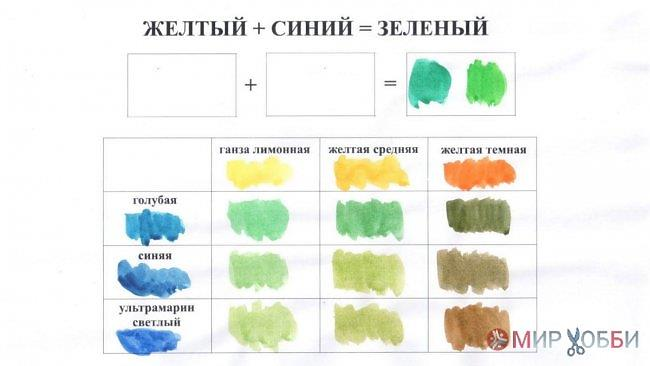 ЖЕЛТЫЙ + СИНИЙ = ЗЕЛЕНЫЙ
+ =
ганза лимонная желтая средняя желтая темная
голубая
синяя
ультрамарин
светлый
МИР ХОББИ